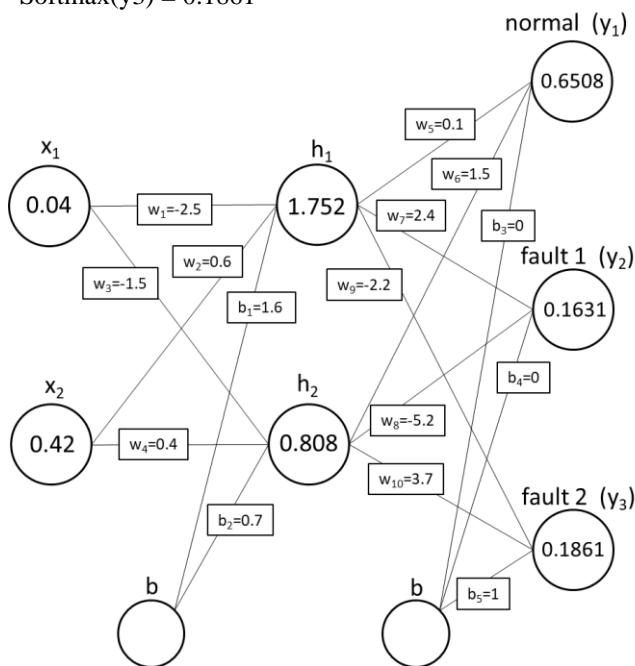 Softmax(y3) = 0.1861
normal (y₁)
0.6508
w₅=0.1
x₁
h₁
w₆=1.5
0.04
w₁=-2.5
1.752
w₇=2.4
b₃=0
w₂=0.6
fault 1 (y₂)
w₃=-1.5
w₉=-2.2
b₁=1.6
0.1631
x₂
h₂
b₄=0
w₈=-5.2
0.42
w₄=0.4
0.808
w₁₀=3.7
fault 2 (y₃)
b₂=0.7
0.1861
b
b
b₅=1